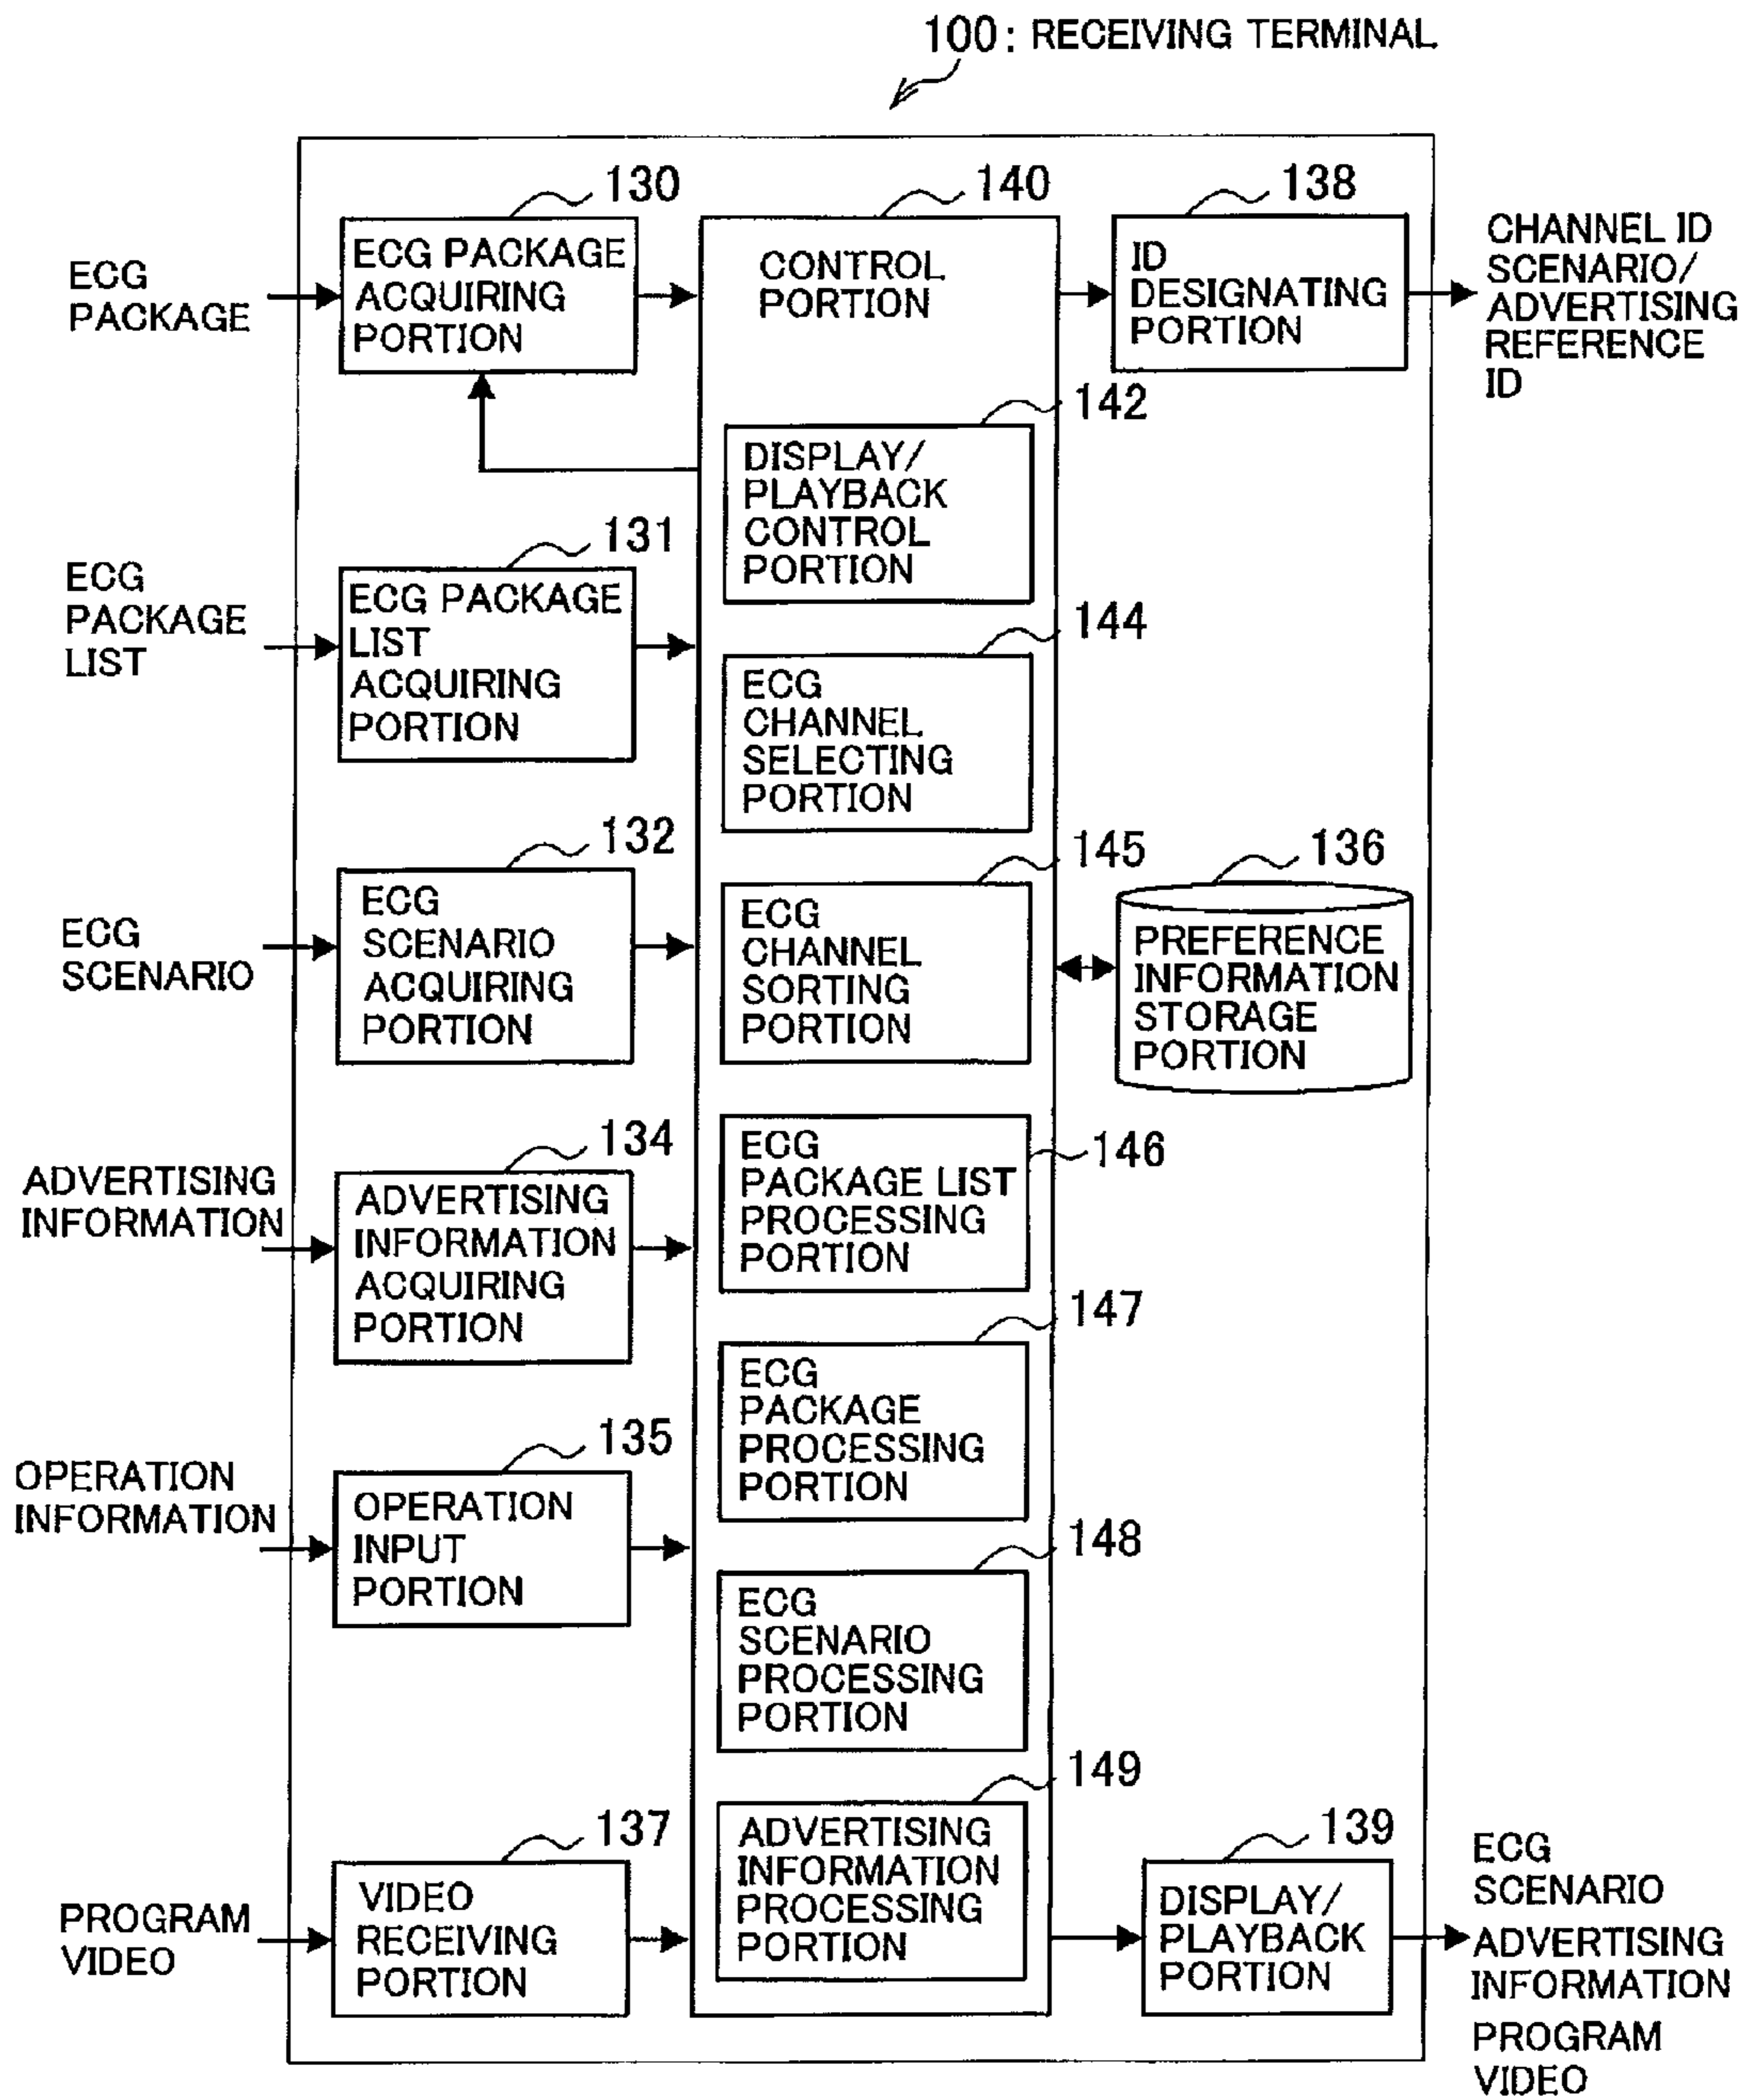 100: RECEIVING TERMINAL
130
140
138
ECG
PACKAGE
ECG PACKAGE
ACQUIRING
PORTION
CONTROL
PORTION
ID
DESIGNATING
PORTION
CHANNEL ID
SCENARIO/
ADVERTISING
REFERENCE
ID
142
DISPLAY/
PLAYBACK
CONTROL
PORTION
131
ECG
PACKAGE
LIST
ECG PACKAGE
LIST
ACQUIRING
PORTION
144
ECG
CHANNEL
SELECTING
PORTION
132
ECG
SCENARIO
ECG
SCENARIO
ACQUIRING
PORTION
145
ECG
CHANNEL
SORTING
PORTION
136
PREFERENCE
INFORMATION
STORAGE
PORTION
134
ADVERTISING
INFORMATION
ADVERTISING
INFORMATION
ACQUIRING
PORTION
146
ECG
PACKAGE LIST
PROCESSING
PORTION
147
ECG
PACKAGE
PROCESSING
PORTION
135
OPERATION
INFORMATION
OPERATION
INPUT
PORTION
148
ECG
SCENARIO
PROCESSING
PORTION
149
ADVERTISING
INFORMATION
PROCESSING
PORTION
137
PROGRAM
VIDEO
VIDEO
RECEIVING
PORTION
139
DISPLAY/
PLAYBACK
PORTION
ECG
SCENARIO
ADVERTISING
INFORMATION
PROGRAM
VIDEO